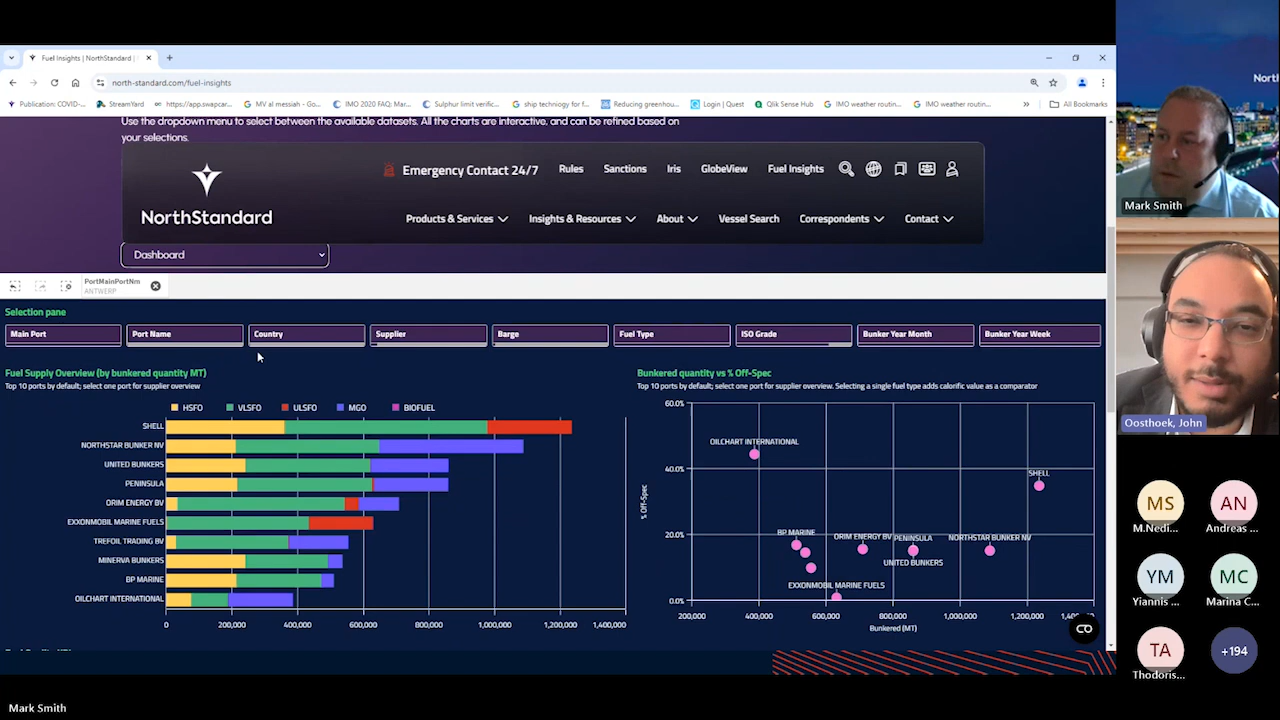 Fuel Insights | NorthStandard |
north-standard.com/fuel-insights
Publication: COVID-...
StreamYard
https://app.swapcar...
MV al messiah - Go...
IMO 2020 FAQ: Mar...
Sulphur limit verific...
ship techniogy for f...
Reducing greenhou...
Login | Quest
Qlik Sense Hub
IMO weather routin...
IMO weather routin...
All Bookmarks
Use the dropdown menu to select between the available datasets. All the charts are interactive, and can be refined based on
your selections.
Emergency Contact 24/7
Rules
Sanctions
Iris
GlobeView
Fuel Insights
NorthStandard
Products & Services
Insights & Resources
About
Vessel Search
Correspondents
Contact
Dashboard
PortMainPortNm
ANTWERP
Selection pane
Main Port
Port Name
Country
Supplier
Barge
Fuel Type
ISO Grade
Bunker Year Month
Bunker Year Week
Fuel Supply Overview (by bunkered quantity MT)
Top 10 ports by default; select one port for supplier overview
HSFO
VLSFO
ULSFO
MGO
BIOFUEL
SHELL
NORTHSTAR BUNKER NV
UNITED BUNKERS
PENINSULA
ORIM ENERGY BV
EXXONMOBIL MARINE FUELS
TREFOIL TRADING BV
MINERVA BUNKERS
BP MARINE
OILCHART INTERNATIONAL
0
200,000
400,000
600,000
800,000
1,000,000
1,200,000
1,400,000
Bunkered quantity vs % Off-Spec
Top 10 ports by default; select one port for supplier overview. Selecting a single fuel type adds calorific value as a comparator
60.0%
40.0%
20.0%
0.0%
% Off-Spec
OILCHART INTERNATIONAL
SHELL
BP MARINE
ORIM ENERGY BV
PENINSULA
NORTHSTAR BUNKER NV
UNITED BUNKERS
EXXONMOBIL MARINE FUELS
200,000
400,000
600,000
800,000
1,000,000
1,200,000
Bunkered (MT)
North
Mark Smith
Oosthoek, John
MS
M.Nedi...
AN
Andreas ...
YM
Yiannis ...
MC
Marina C...
TA
Thodoris...
+194
Mark Smith